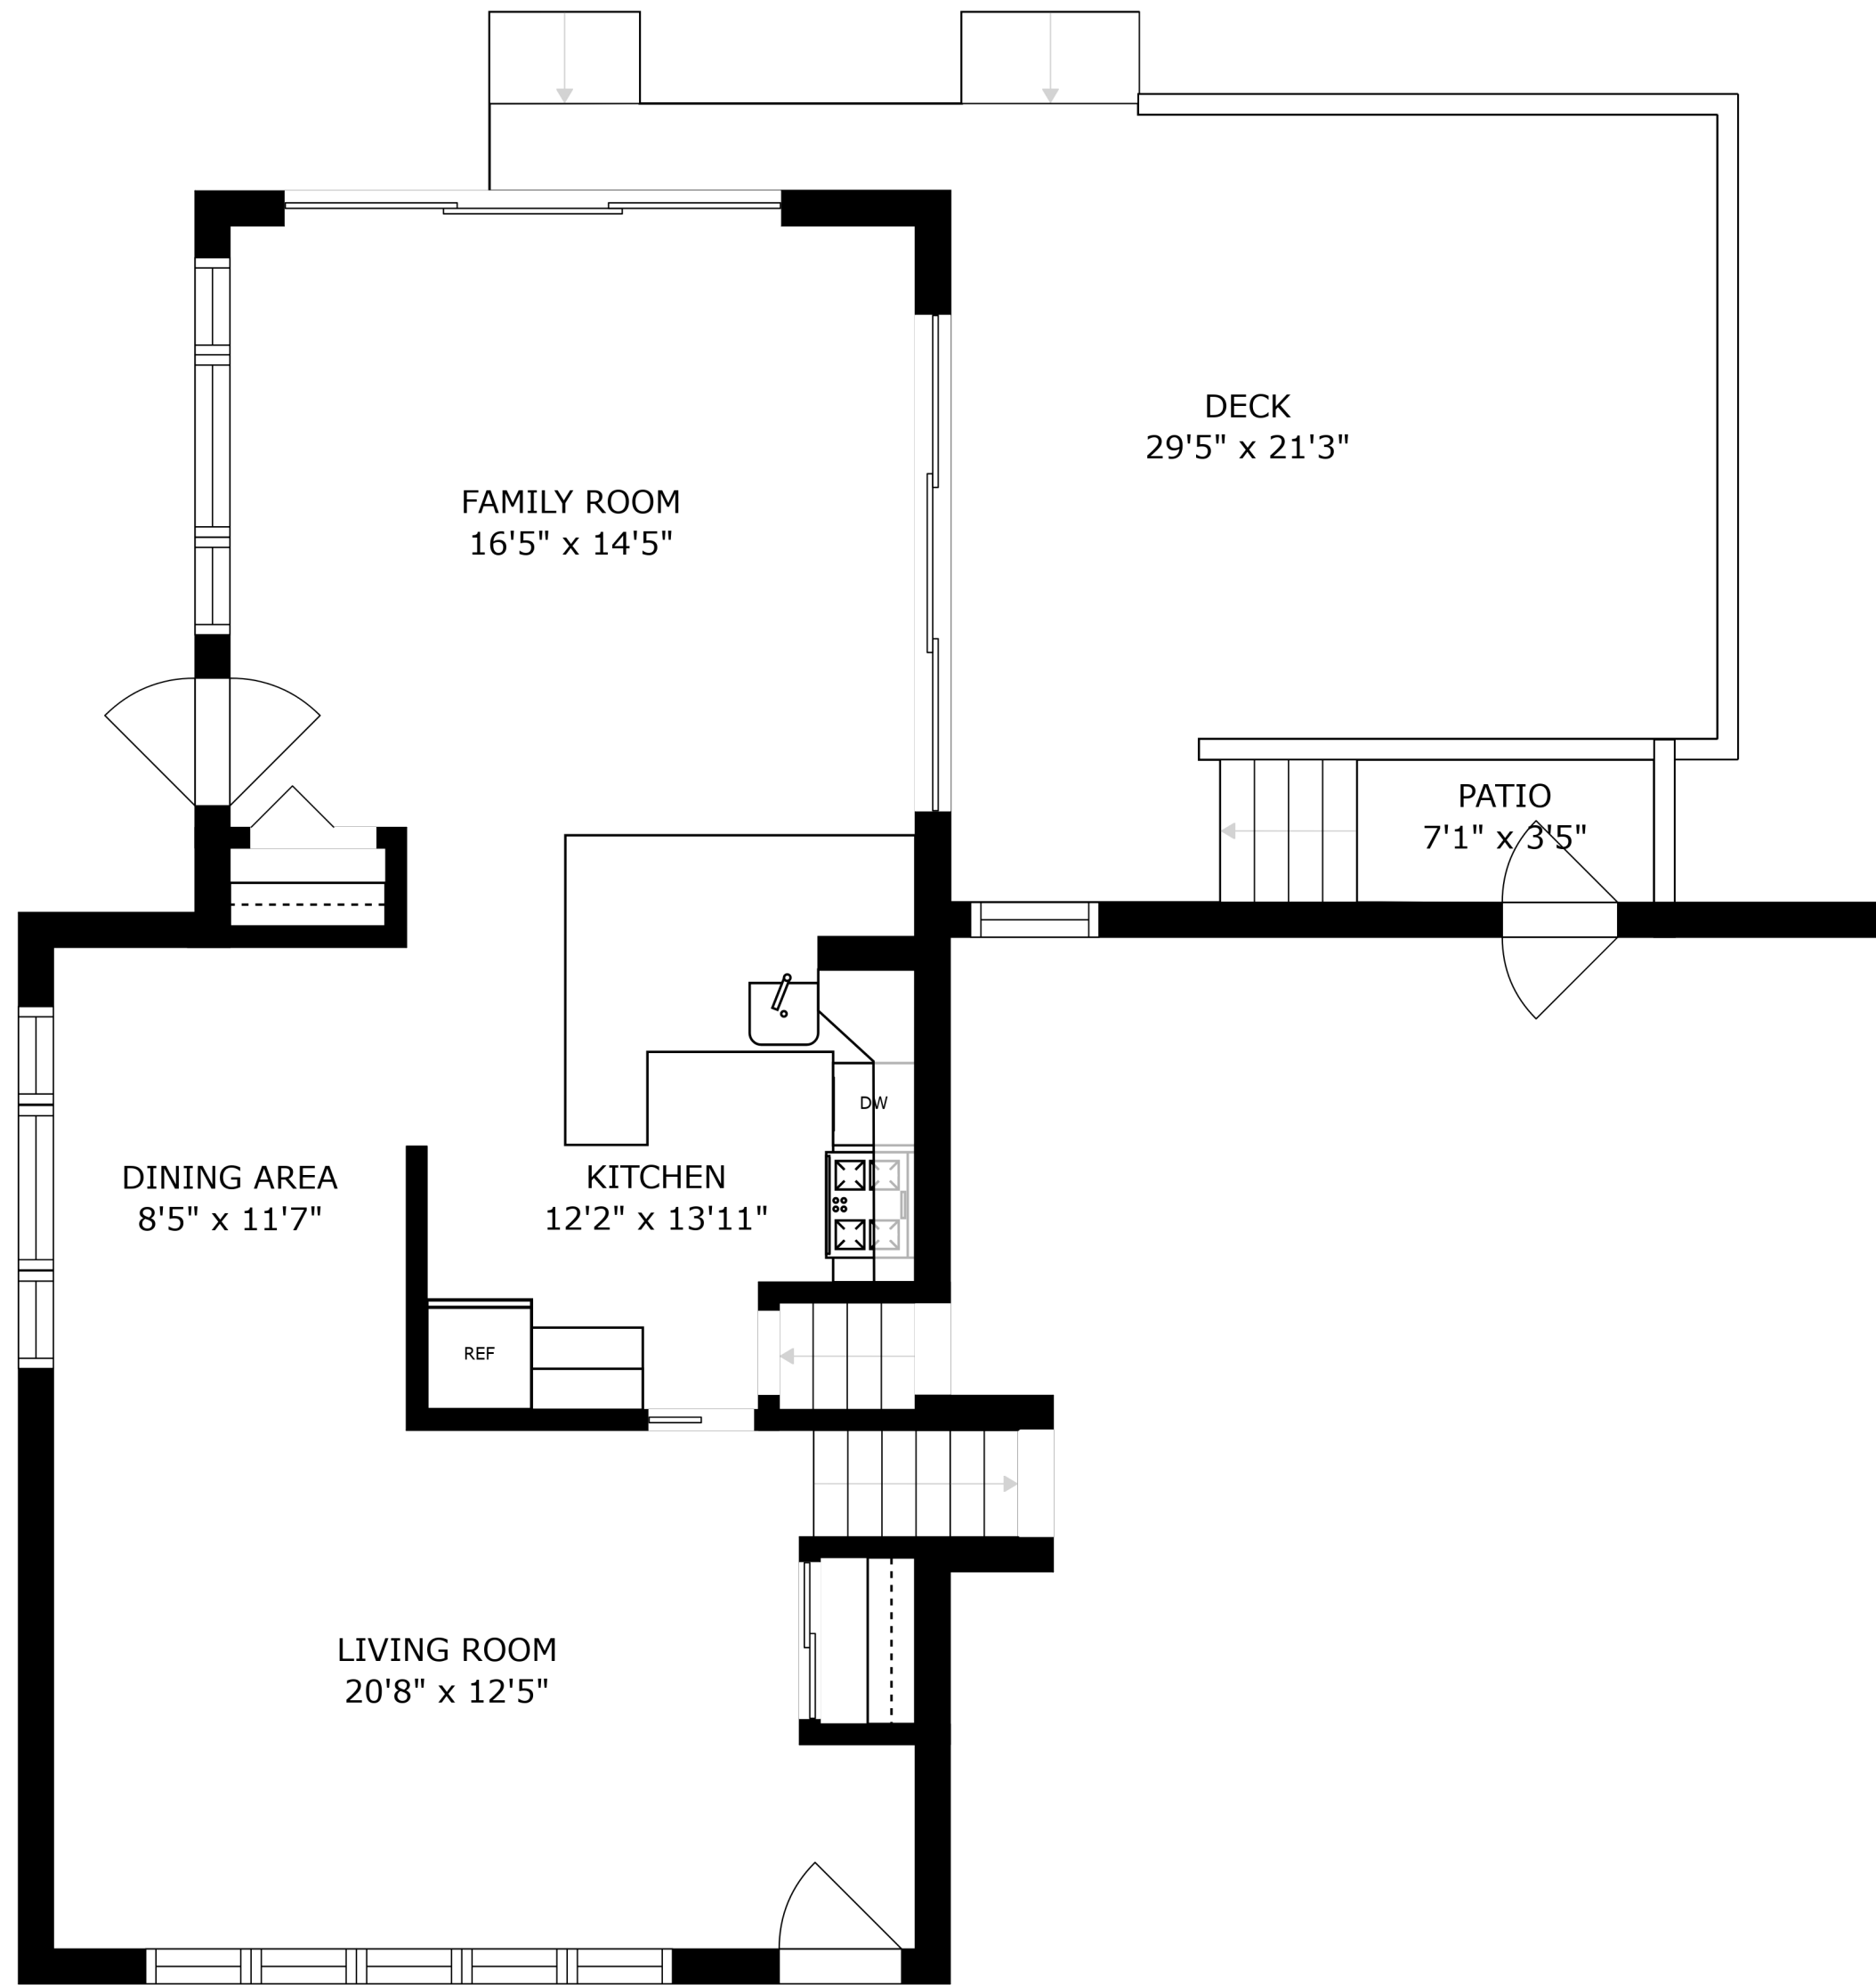 DECK
29'5" x 21'3"
FAMILY ROOM
16'5" x 14'5"
PATIO
7'1" x 3'5"
DW
DINING AREA
8'5" x 11'7"
KITCHEN
12'2" x 13'11"
REF
LIVING ROOM
20'8" x 12'5"